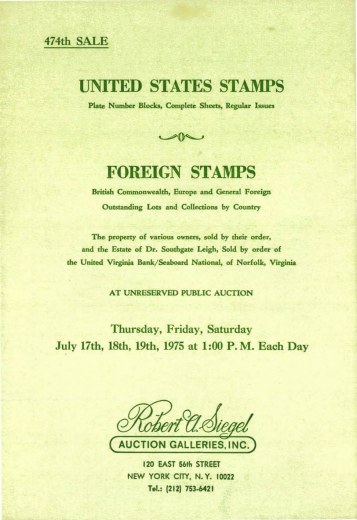 474th SALE
UNITED STATES STAMPS
Plate Number Blocks, Complete Sheets, Regular Issues
FOREIGN STAMPS
British Commonwealth, Europe and General Foreign
Outstanding Lots and Collections by Country
The property of various owners, sold by their order,
and the Estate of Dr. Southgate Leigh, Sold by order of
the United Virginia Bank/Seaboard National, of Norfolk, Virginia
AT UNRESERVED PUBLIC AUCTION
Thursday, Friday, Saturday
July 17th, 18th, 19th, 1975 at 1:00 P. M. Each Day
Robert A. Siegel
AUCTION GALLERIES, INC.
120 EAST 56th STREET
NEW YORK CITY, N. Y. 10022
Tel.: (212) 753-6421